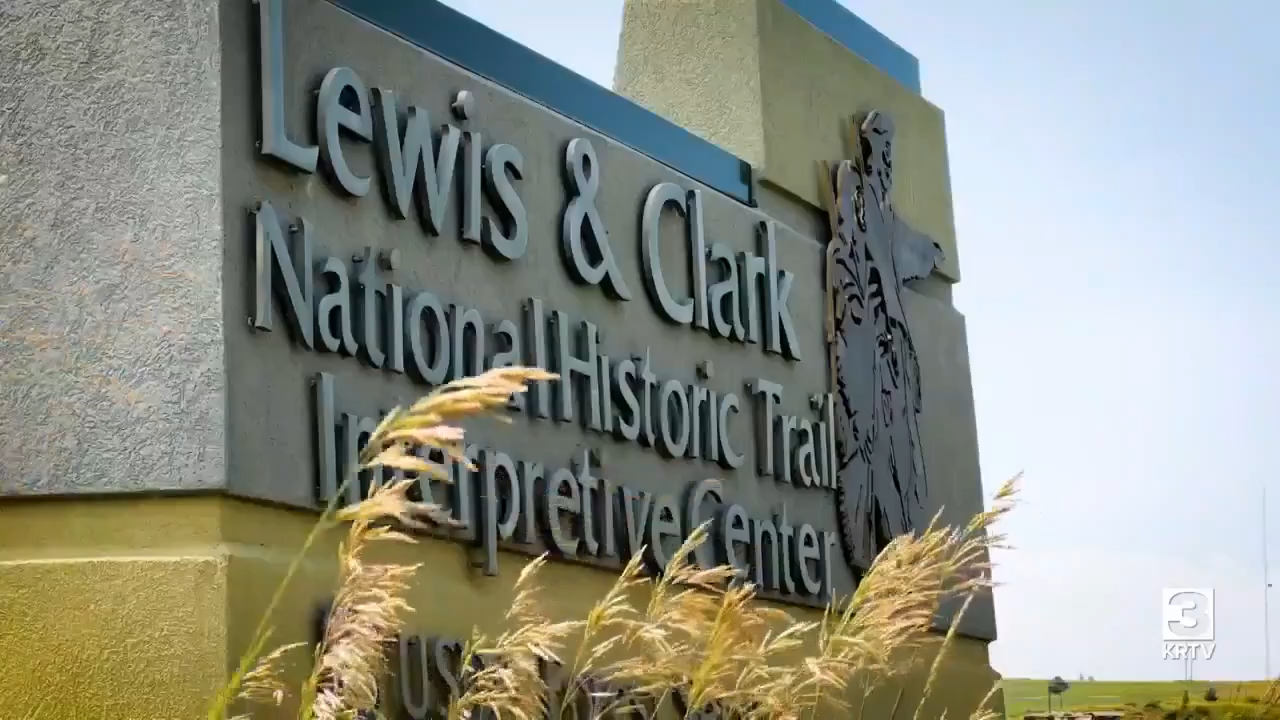 Lewis & Clark
National Historic Trail
Interpretive Center
3
KRTV